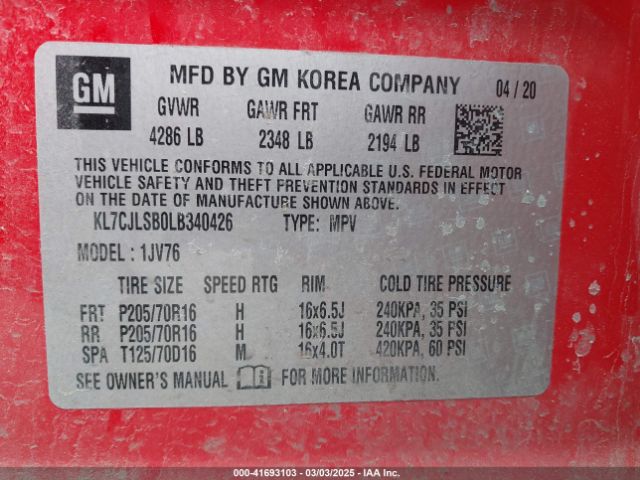 GM
MFD BY GM KOREA COMPANY 04 / 20
GVWR GAWR FRT GAWR RR
4286 LB 2348 LB 2194 LB
THIS VEHICLE CONFORMS TO ALL APPLICABLE U.S. FEDERAL MOTOR
VEHICLE SAFETY AND THEFT PREVENTION STANDARDS IN EFFECT
ON THE DATE OF MANUFACTURE SHOWN ABOVE.
KL7CJLSB0LB340426 TYPE: MPV
MODEL : 1JV76
TIRE SIZE SPEED RTG RIM COLD TIRE PRESSURE
FRT P205/70R16 H 16x6.5J 240KPA, 35 PSI
RR P205/70R16 H 16x6.5J 240KPA, 35 PSI
SPA T125/70D16 M 16x4.0T 420KPA, 60 PSI
SEE OWNER'S MANUAL FOR MORE INFORMATION.
000-41693103 — 03/03/2025 — IAA Inc.